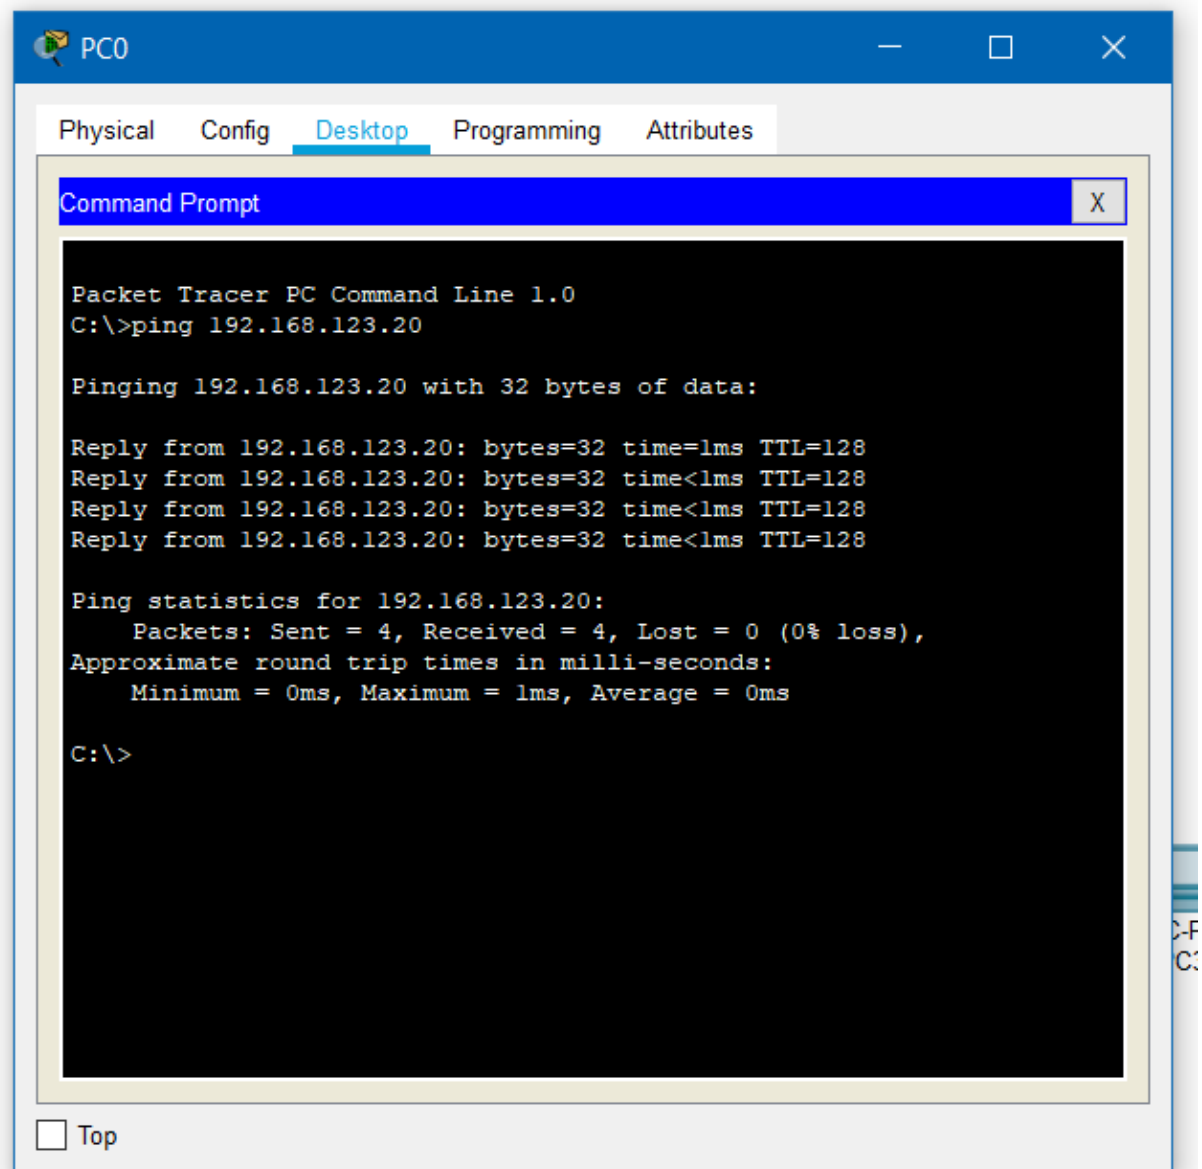 PC0
Physical Config Desktop Programming Attributes
Command Prompt
X
Packet Tracer PC Command Line 1.0
C:\>ping 192.168.123.20
Pinging 192.168.123.20 with 32 bytes of data:
Reply from 192.168.123.20: bytes=32 time=1ms TTL=128
Reply from 192.168.123.20: bytes=32 time<1ms TTL=128
Reply from 192.168.123.20: bytes=32 time<1ms TTL=128
Reply from 192.168.123.20: bytes=32 time<1ms TTL=128
Ping statistics for 192.168.123.20:
Packets: Sent = 4, Received = 4, Lost = 0 (0% loss),
Approximate round trip times in milli-seconds:
Minimum = 0ms, Maximum = 1ms, Average = 0ms
C:\>
Top